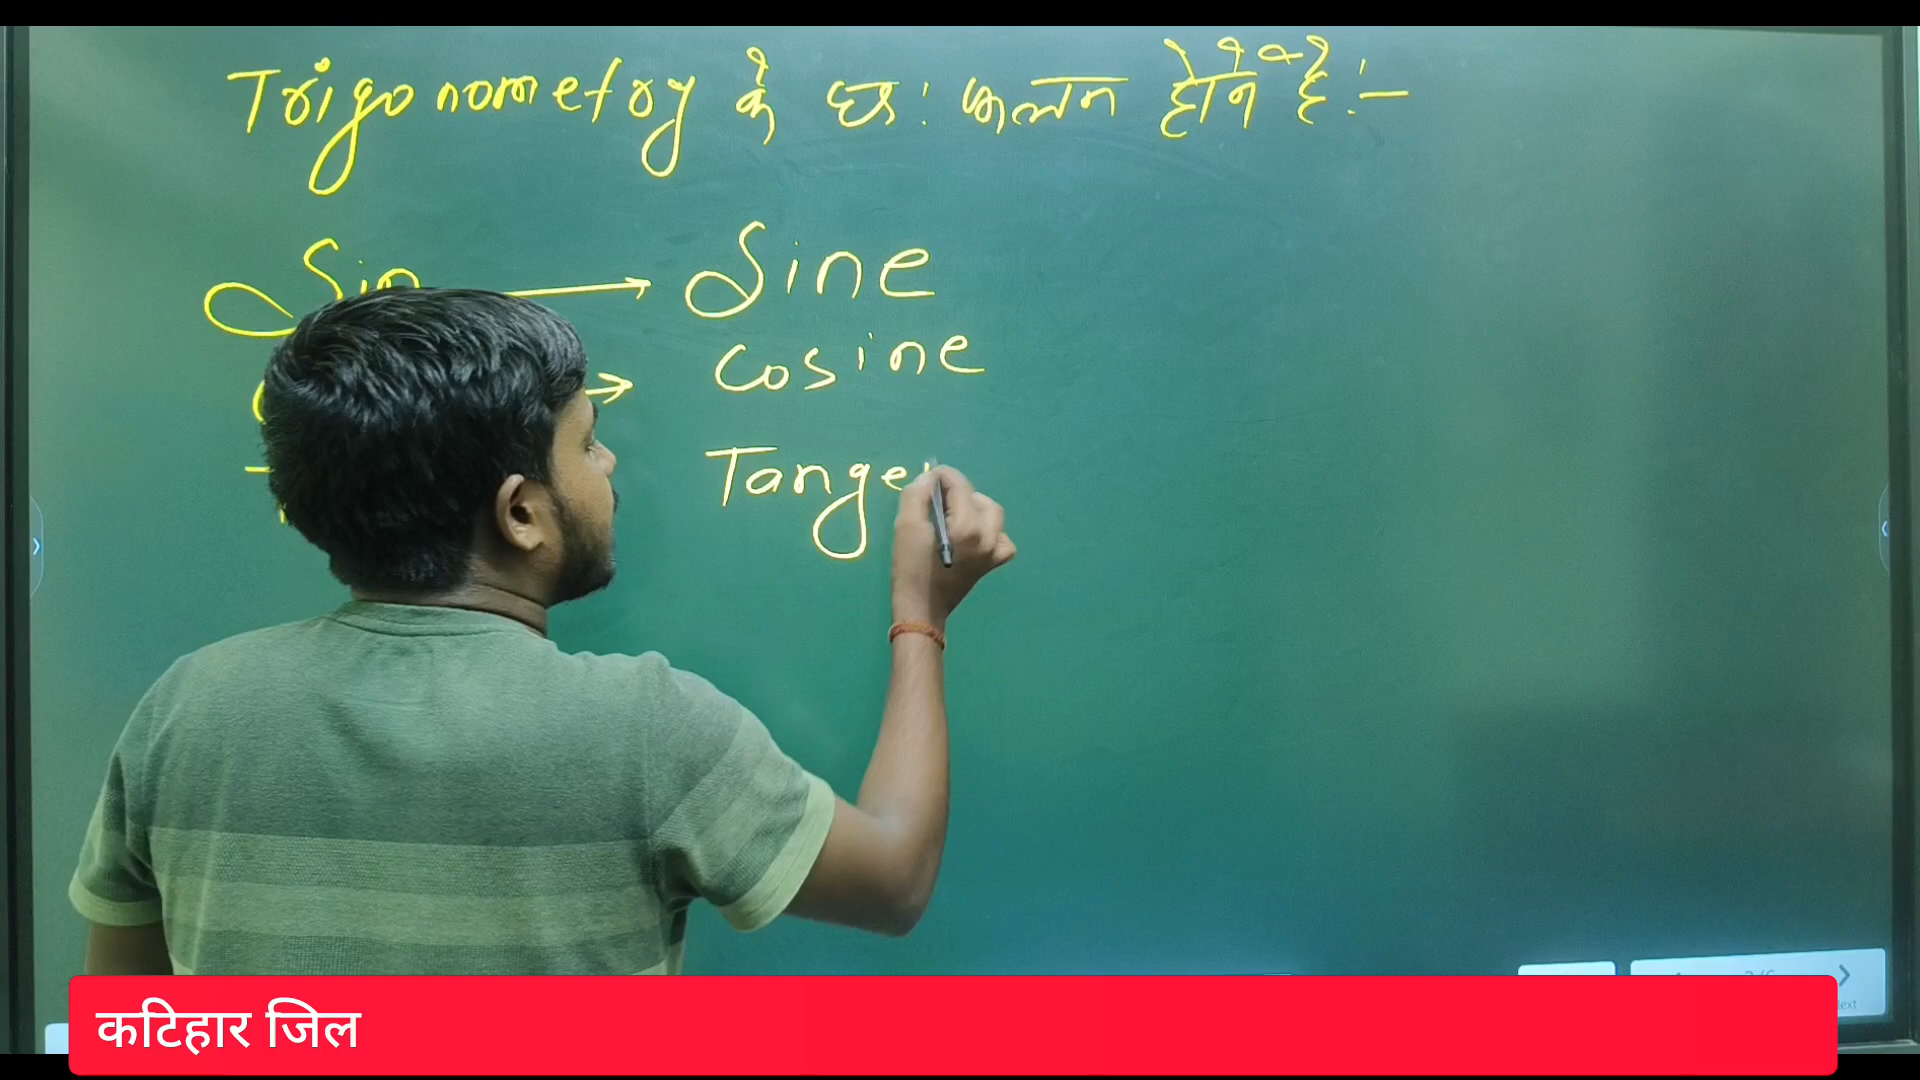 Trigonometry के छः फलन होते हैं:-
Sin → Sine
→ Cosine
Tange
कटिहार जिल